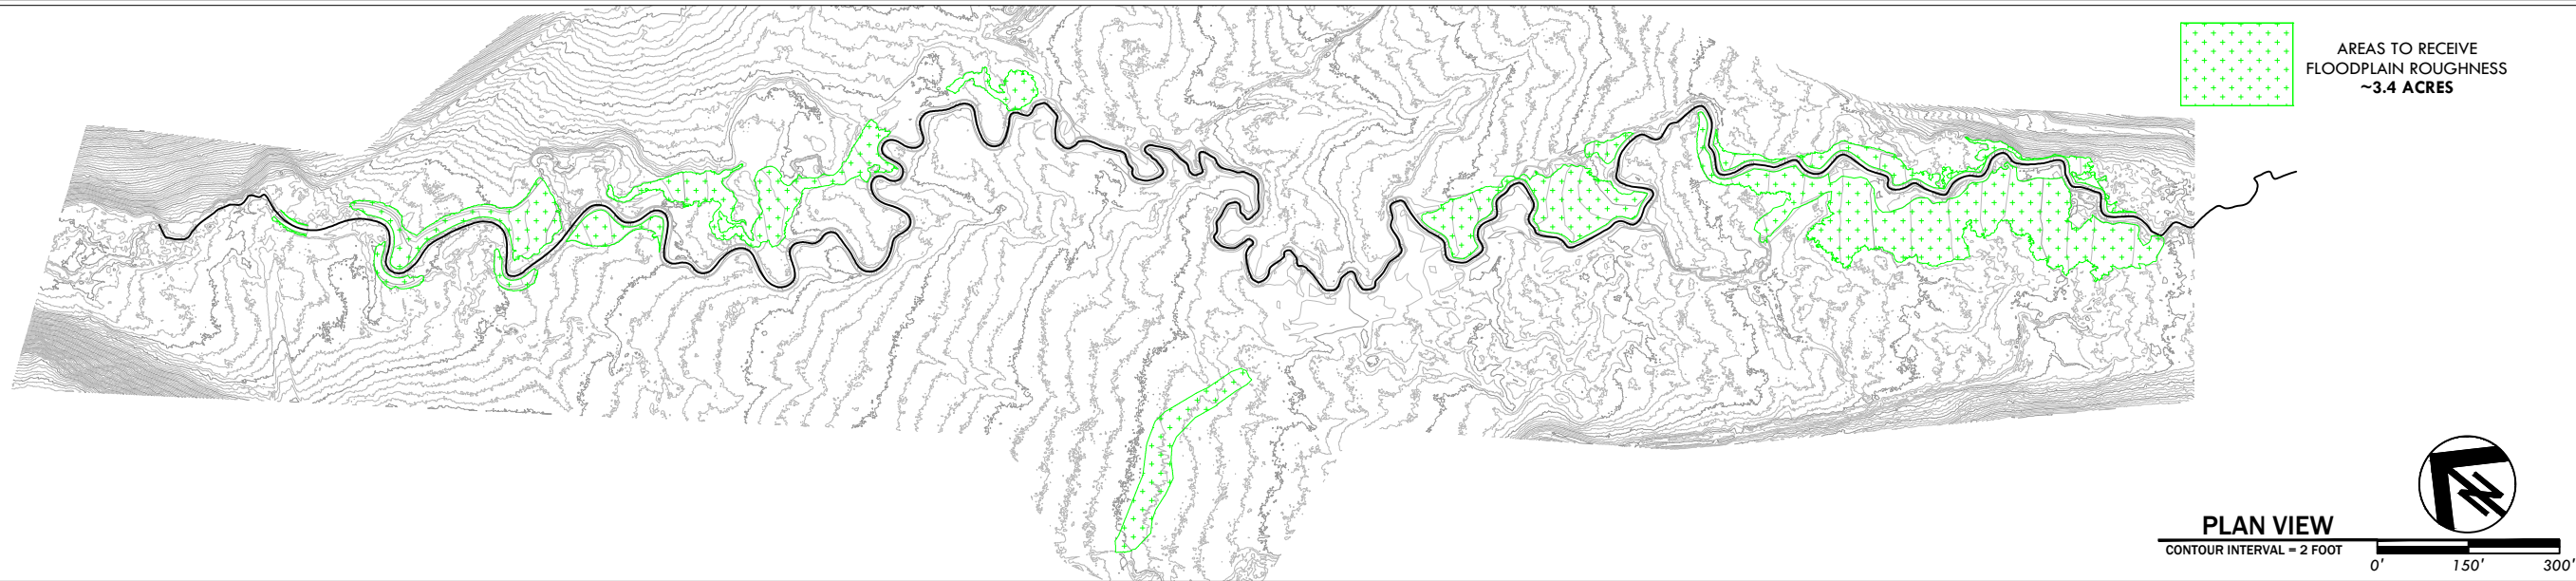 AREAS TO RECEIVE
FLOODPLAIN ROUGHNESS
~3.4 ACRES
N
PLAN VIEW
CONTOUR INTERVAL = 2 FOOT
0' 150' 300'